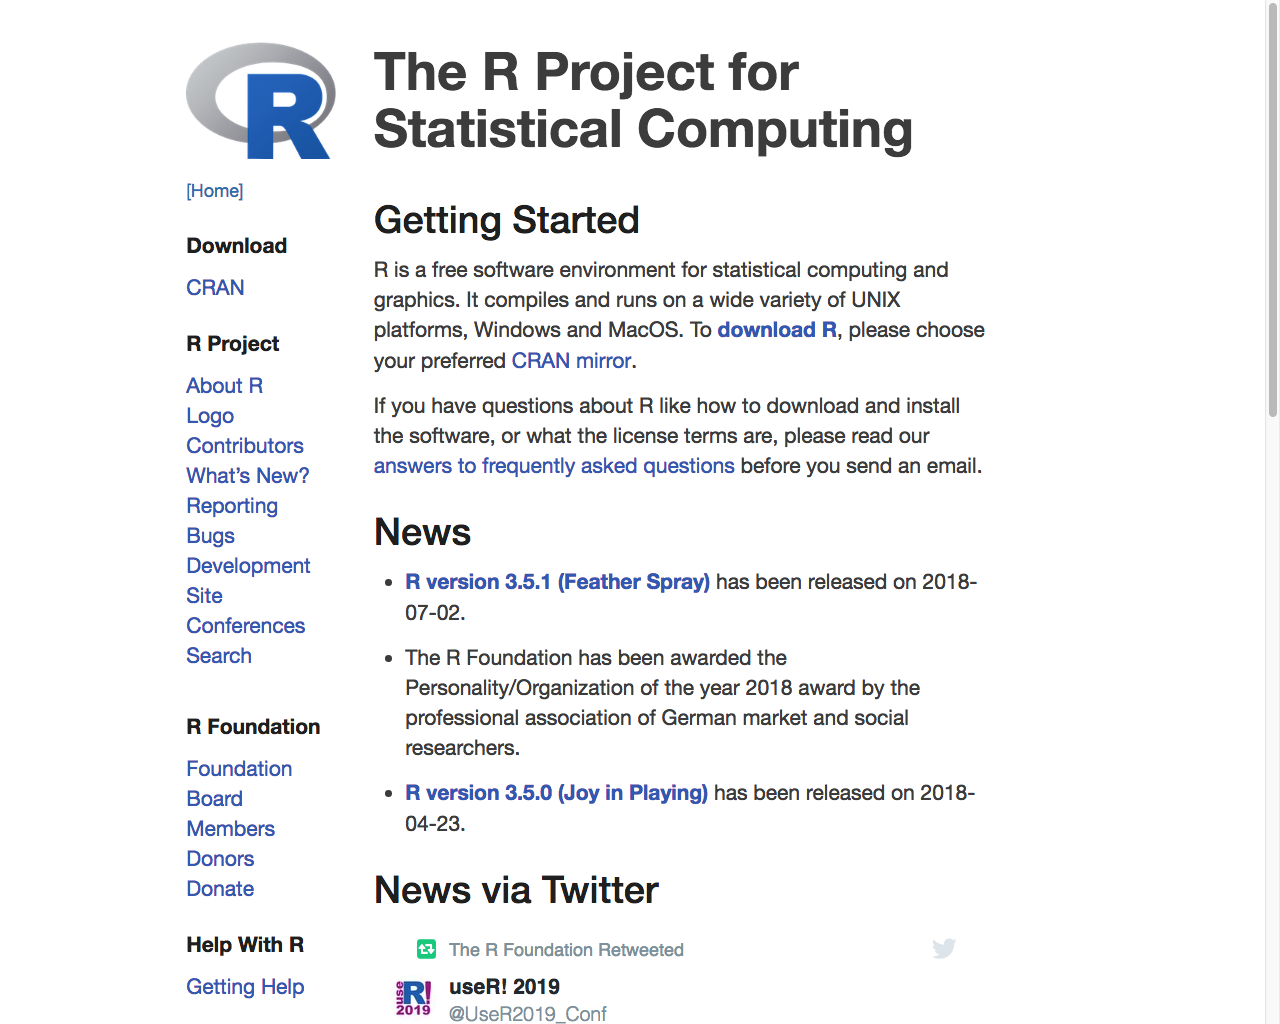 R
[Home]
Download
CRAN
R Project
About R
Logo
Contributors
What's New?
Reporting
Bugs
Development
Site
Conferences
Search
R Foundation
Foundation
Board
Members
Donors
Donate
Help With R
Getting Help
The R Project for
Statistical Computing
Getting Started
R is a free software environment for statistical computing and
graphics. It compiles and runs on a wide variety of UNIX
platforms, Windows and MacOS. To download R, please choose
your preferred CRAN mirror.
If you have questions about R like how to download and install
the software, or what the license terms are, please read our
answers to frequently asked questions before you send an email.
News
• R version 3.5.1 (Feather Spray) has been released on 2018-
07-02.
• The R Foundation has been awarded the
Personality/Organization of the year 2018 award by the
professional association of German market and social
researchers.
• R version 3.5.0 (Joy in Playing) has been released on 2018-
04-23.
News via Twitter
The R Foundation Retweeted
use R! 2019
useR! 2019
@UseR2019_Conf